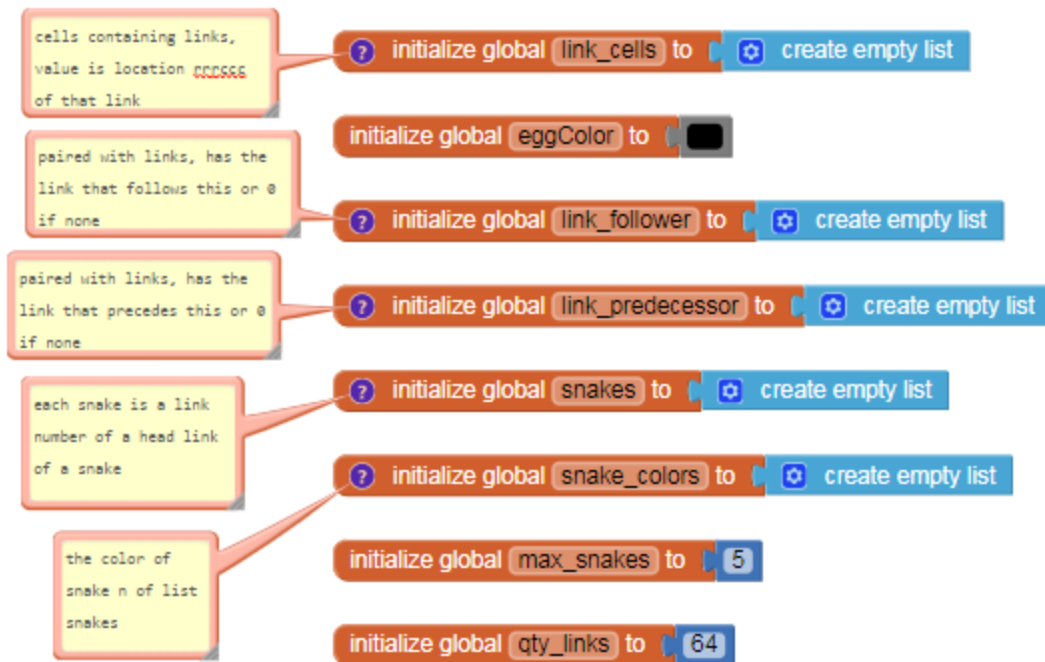 cells containing links,
value is location rrrccc
of that link
? initialize global link_cells to create empty list
initialize global eggColor to
paired with links, has the
link that follows this or 0
if none
? initialize global link_follower to create empty list
paired with links, has the
link that precedes this or 0
if none
? initialize global link_predecessor to create empty list
each snake is a link
number of a head link
of a snake
? initialize global snakes to create empty list
? initialize global snake_colors to create empty list
the color of
snake n of list
snakes
initialize global max_snakes to 5
initialize global qty_links to 64